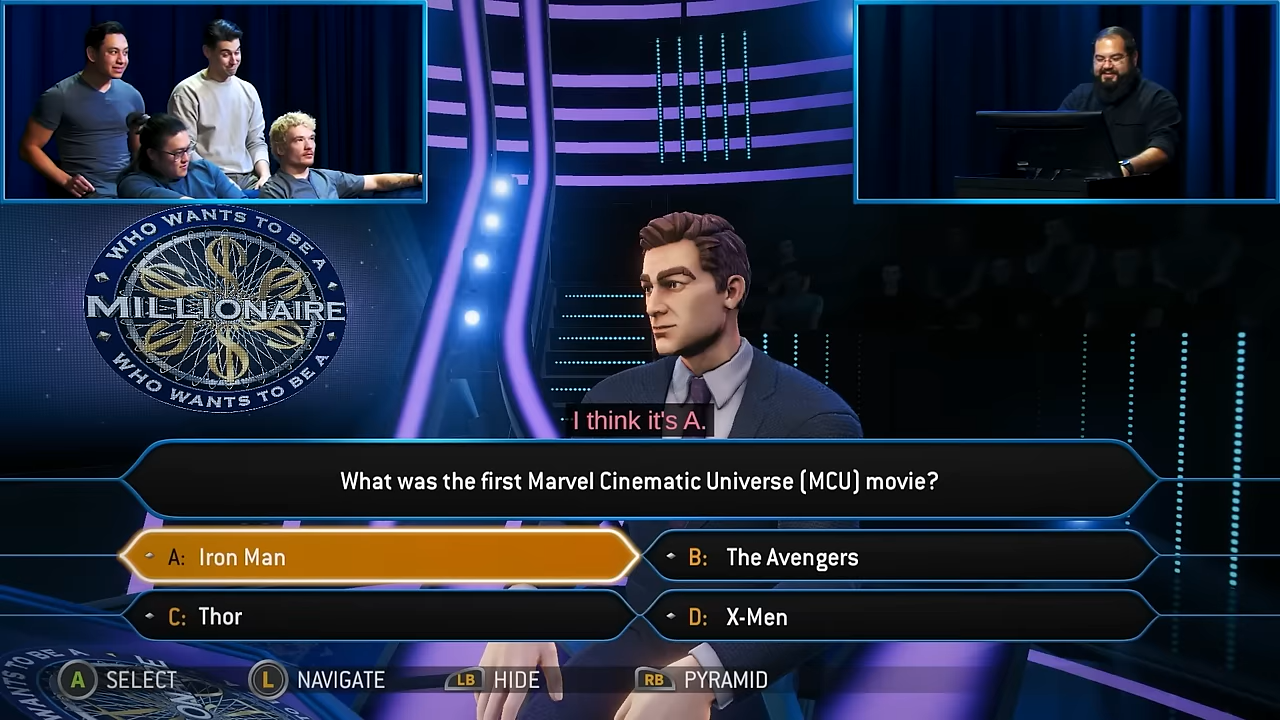 WHO WANTS TO BE A
MILLIONAIRE
WHO WANTS TO BE A
I think it's A.
What was the first Marvel Cinematic Universe (MCU) movie?
A: Iron Man
B: The Avengers
C: Thor
D: X-Men
A SELECT
L NAVIGATE
LB HIDE
RB PYRAMID